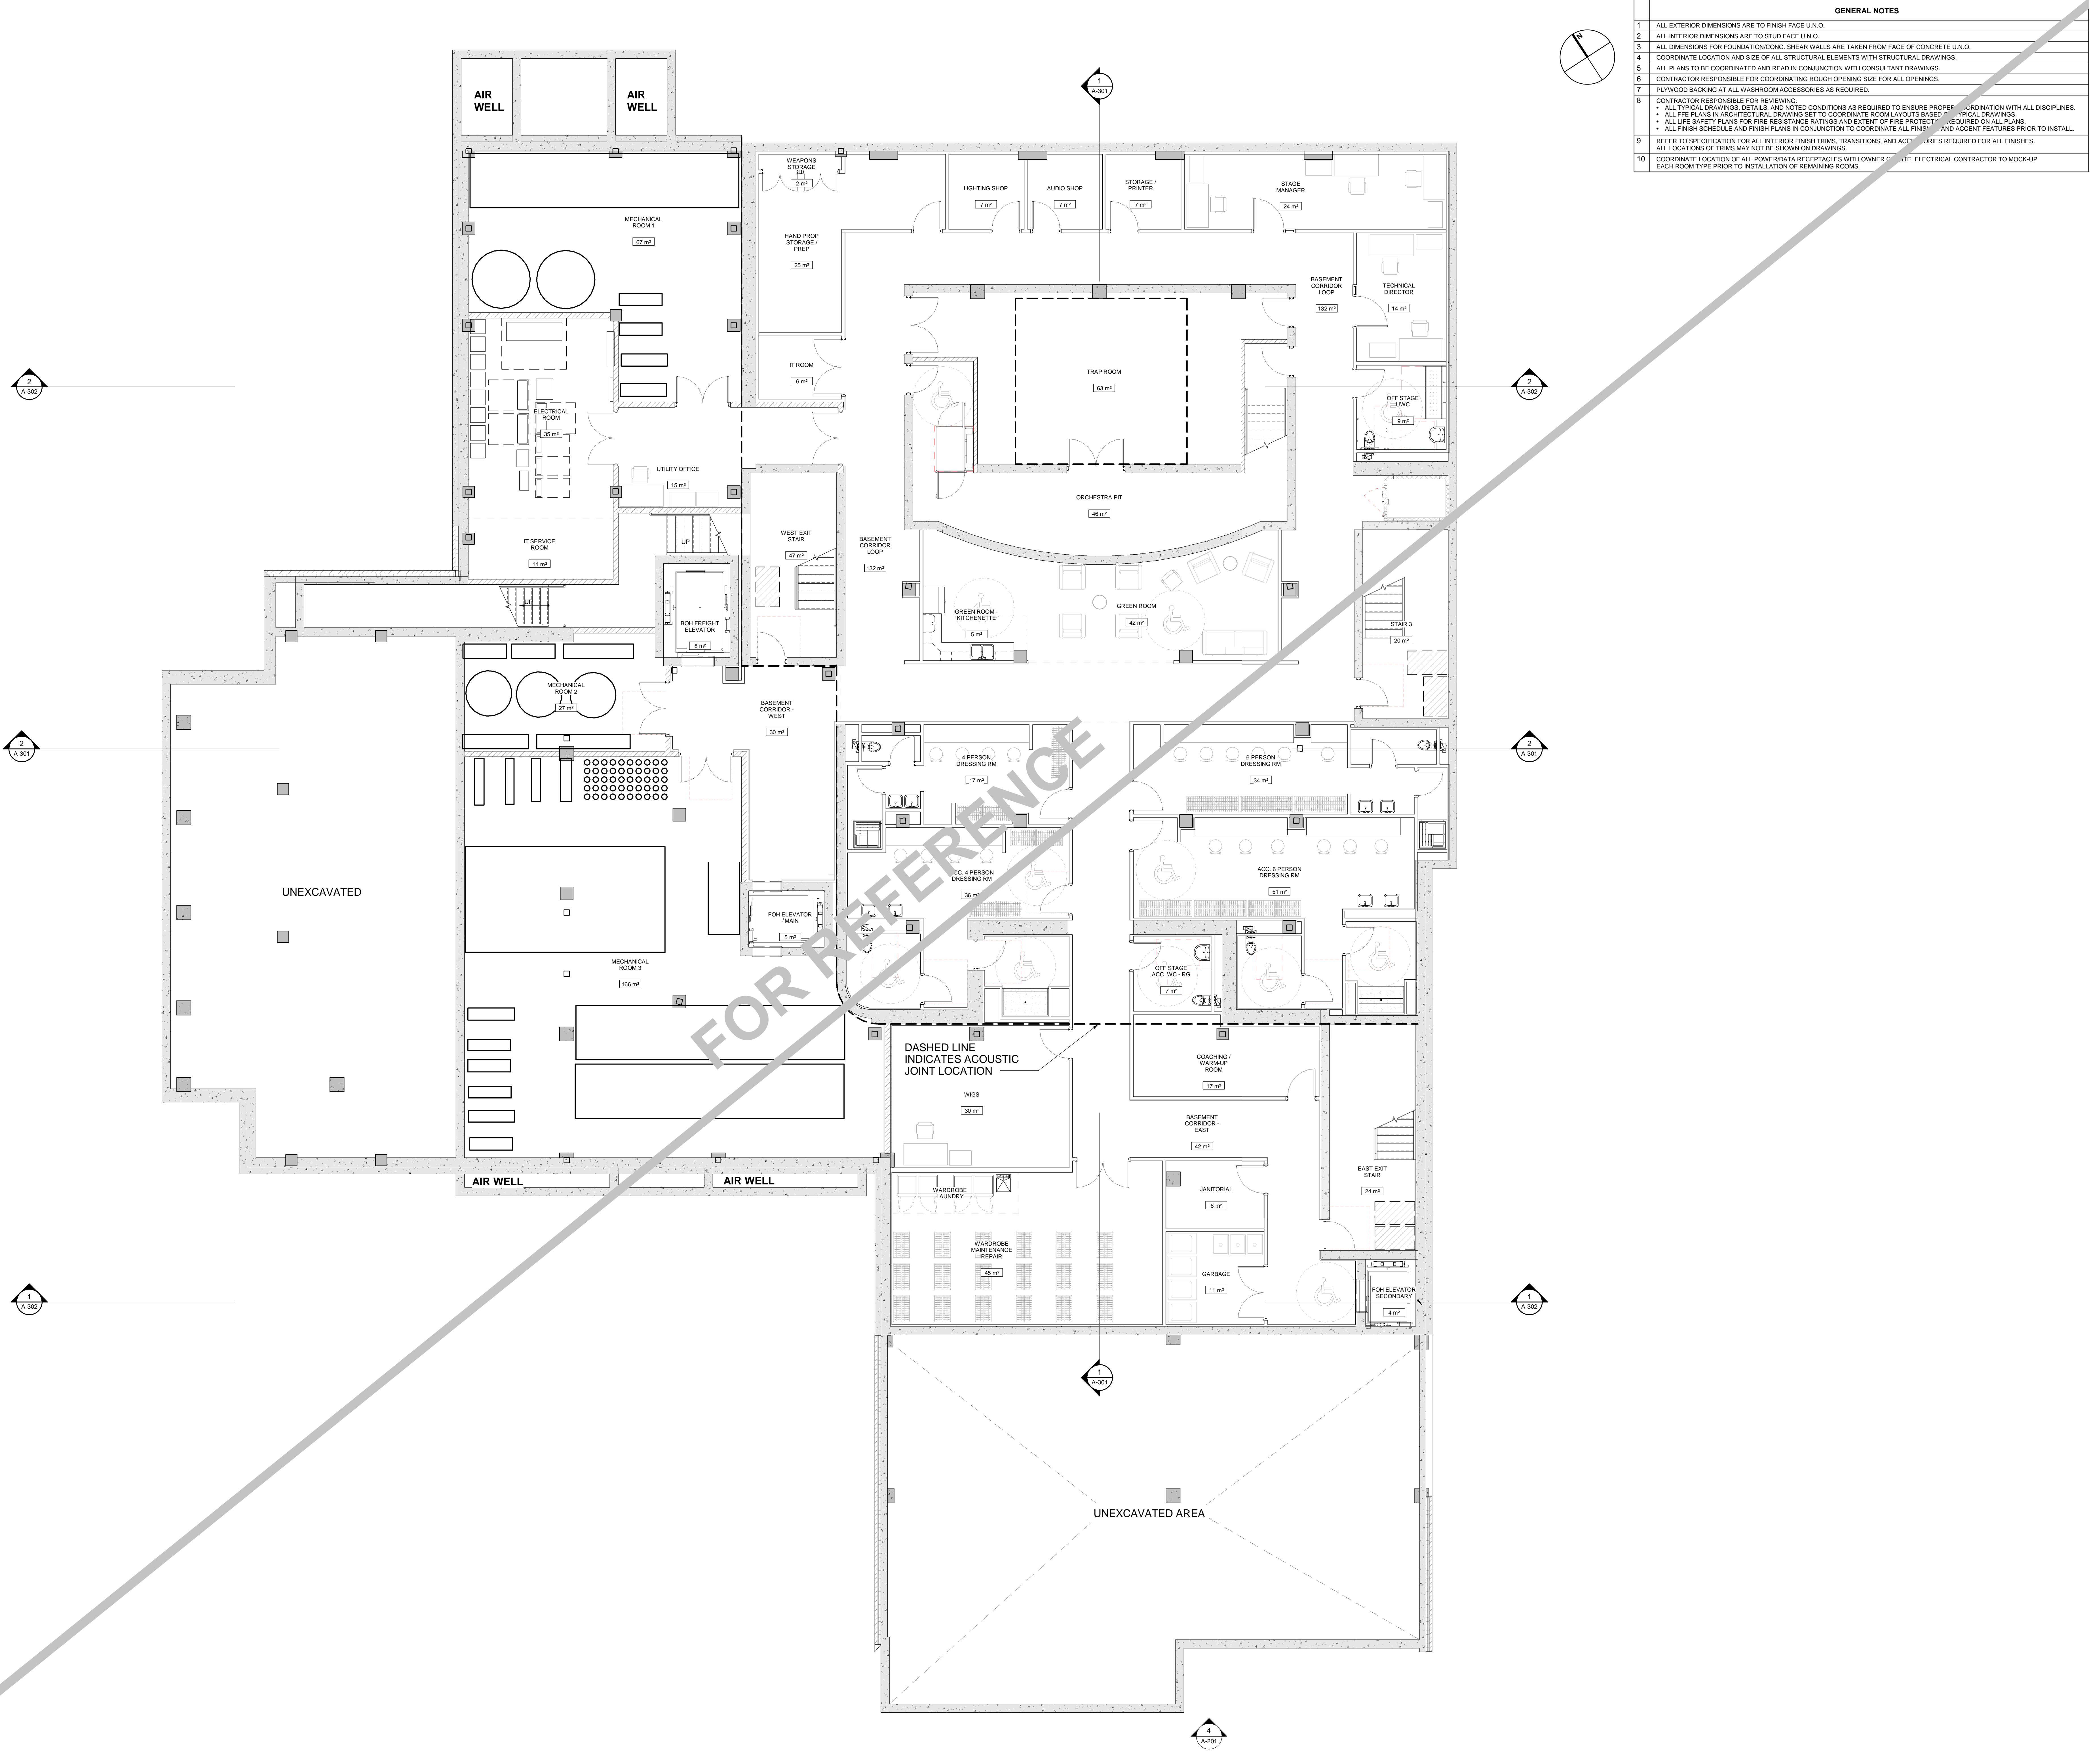 GENERAL NOTES
1 ALL EXTERIOR DIMENSIONS ARE TO FINISH FACE U.N.O.
2 ALL INTERIOR DIMENSIONS ARE TO STUD FACE U.N.O.
3 ALL DIMENSIONS FOR FOUNDATION/CONC. SHEAR WALLS ARE TAKEN FROM FACE OF CONCRETE U.N.O.
4 COORDINATE LOCATION AND SIZE OF ALL STRUCTURAL ELEMENTS WITH STRUCTURAL DRAWINGS.
5 ALL PLANS TO BE COORDINATED AND READ IN CONJUNCTION WITH CONSULTANT DRAWINGS.
6 CONTRACTOR RESPONSIBLE FOR COORDINATING ROUGH OPENING SIZE FOR ALL OPENINGS.
7 PLYWOOD BACKING AT ALL WASHROOM ACCESSORIES AS REQUIRED.
8 CONTRACTOR RESPONSIBLE FOR REVIEWING:
• ALL TYPICAL DRAWINGS, DETAILS, AND NOTED CONDITIONS AS REQUIRED TO ENSURE PROPER COORDINATION WITH ALL DISCIPLINES.
• ALL FFE PLANS IN ARCHITECTURAL DRAWING SET TO COORDINATE ROOM LAYOUTS BASED ON TYPICAL DRAWINGS.
• ALL LIFE SAFETY PLANS FOR FIRE RESISTANCE RATINGS AND EXTENT OF FIRE PROTECTION REQUIRED ON ALL PLANS.
• ALL FINISH SCHEDULE AND FINISH PLANS IN CONJUNCTION TO COORDINATE ALL FINISHES AND ACCENT FEATURES PRIOR TO INSTALL.
9 REFER TO SPECIFICATION FOR ALL INTERIOR FINISH TRIMS, TRANSITIONS, AND ACCESSORIES REQUIRED FOR ALL FINISHES.
ALL LOCATIONS OF TRIMS MAY NOT BE SHOWN ON DRAWINGS.
10 COORDINATE LOCATION OF ALL POWER/DATA RECEPTACLES WITH OWNER ON SITE. ELECTRICAL CONTRACTOR TO MOCK-UP
EACH ROOM TYPE PRIOR TO INSTALLATION OF REMAINING ROOMS.
N
1
A-301
AIR
WELL
AIR
WELL
WEAPONS
STORAGE
2 m²
LIGHTING SHOP
7 m²
AUDIO SHOP
7 m²
STORAGE /
PRINTER
7 m²
STAGE
MANAGER
24 m²
MECHANICAL
ROOM 1
67 m²
HAND PROP
STORAGE /
PREP
25 m²
BASEMENT
CORRIDOR
LOOP
132 m²
TECHNICAL
DIRECTOR
14 m²
IT ROOM
6 m²
TRAP ROOM
63 m²
2
A-302
2
A-302
OFF STAGE
UWC
9 m²
ELECTRICAL
ROOM
35 m²
UTILITY OFFICE
15 m²
ORCHESTRA PIT
46 m²
IT SERVICE
ROOM
11 m²
UP
WEST EXIT
STAIR
47 m²
BASEMENT
CORRIDOR
LOOP
132 m²
UP
BOH FREIGHT
ELEVATOR
8 m²
GREEN ROOM -
KITCHENETTE
5 m²
GREEN ROOM
42 m²
STAIR 3
20 m²
MECHANICAL
ROOM 2
27 m²
BASEMENT
CORRIDOR -
WEST
30 m²
2
A-301
2
A-301
4 PERSON
DRESSING RM
17 m²
6 PERSON
DRESSING RM
34 m²
UNEXCAVATED
ACC. 4 PERSON
DRESSING RM
36 m²
ACC. 6 PERSON
DRESSING RM
51 m²
FOH ELEVATOR
- MAIN
5 m²
MECHANICAL
ROOM 3
166 m²
OFF STAGE
ACC. WC - RG
7 m²
FOR REFERENCE
DASHED LINE
INDICATES ACOUSTIC
JOINT LOCATION
COACHING /
WARM-UP
ROOM
17 m²
WIGS
30 m²
BASEMENT
CORRIDOR -
EAST
42 m²
AIR WELL
AIR WELL
WARDROBE
LAUNDRY
JANITORIAL
8 m²
EAST EXIT
STAIR
24 m²
WARDROBE
MAINTENANCE
REPAIR
45 m²
GARBAGE
11 m²
FOH ELEVATOR
SECONDARY
4 m²
1
A-302
1
A-302
1
A-301
UNEXCAVATED AREA
4
A-201